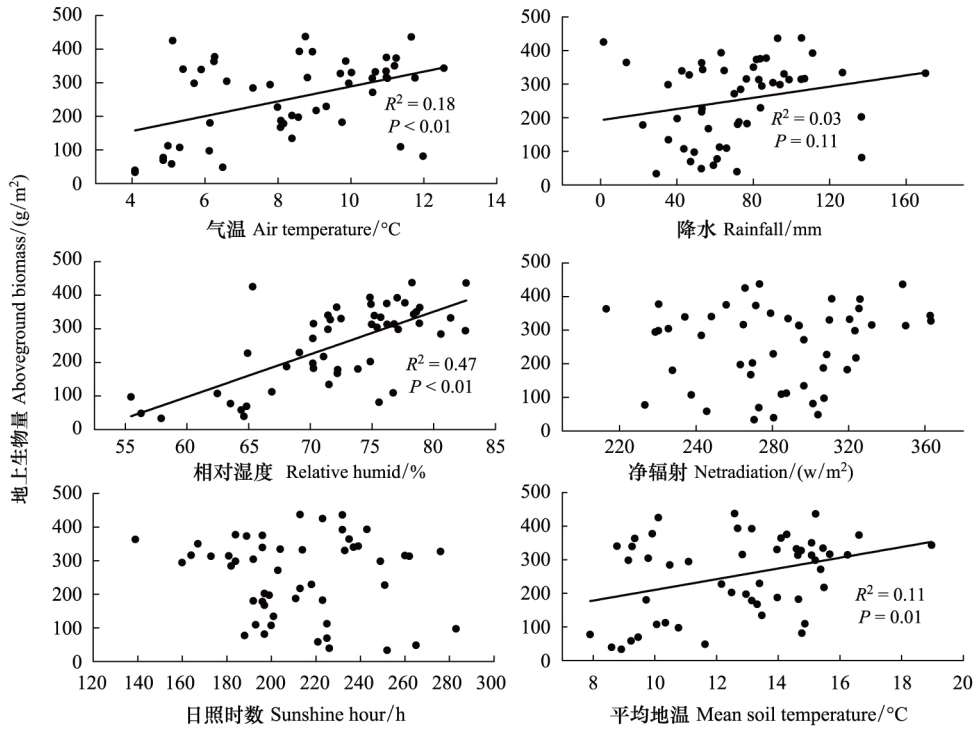 地上生物量 Aboveground biomass/(g/m²)
500
400
300
200
100
0
R² = 0.18
P < 0.01
2 4 6 8 10 12 14
气温 Air temperature/°C
500
400
300
200
100
0
R² = 0.03
P = 0.11
0 40 80 120 160
降水 Rainfall/mm
500
400
300
200
100
0
R² = 0.47
P < 0.01
55 60 65 70 75 80 85
相对湿度 Relative humid/%
500
400
300
200
100
0
220 240 280 320 360
净辐射 Netradiation/(w/m²)
500
400
300
200
100
0
120 140 160 180 200 220 240 260 280 300
日照时数 Sunshine hour/h
500
400
300
200
100
0
R² = 0.11
P = 0.01
8 10 12 14 16 18 20
平均地温 Mean soil temperature/°C